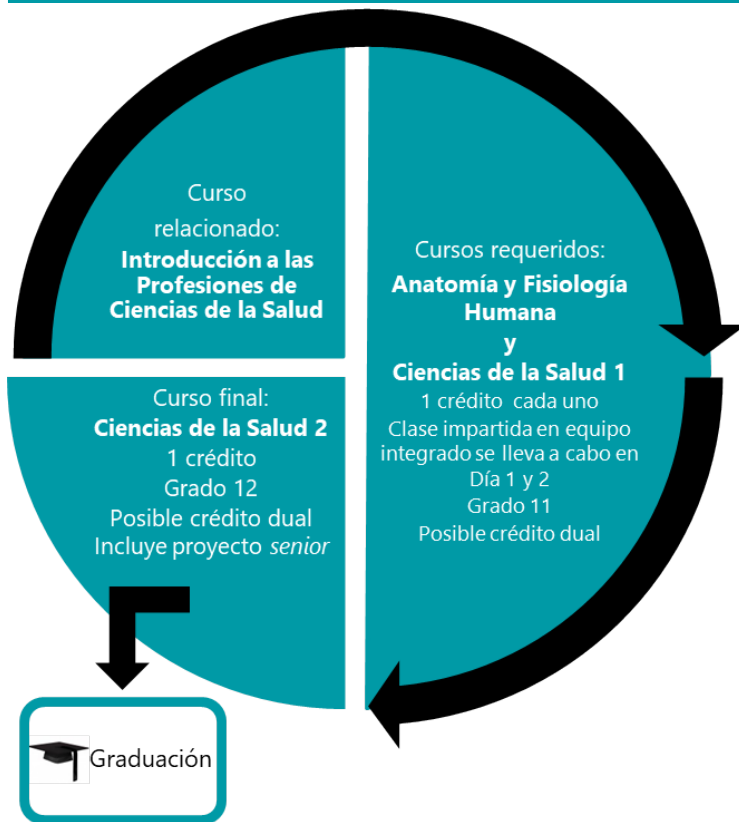 Curso
relacionado:
Introducción a las
Profesiones de
Ciencias de la Salud
Cursos requeridos:
Anatomía y Fisiología
Humana
y
Ciencias de la Salud 1
1 crédito cada uno
Clase impartida en equipo
integrado se lleva a cabo en
Día 1 y 2
Grado 11
Posible crédito dual
Curso final:
Ciencias de la Salud 2
1 crédito
Grado 12
Posible crédito dual
Incluye proyecto senior
Graduación